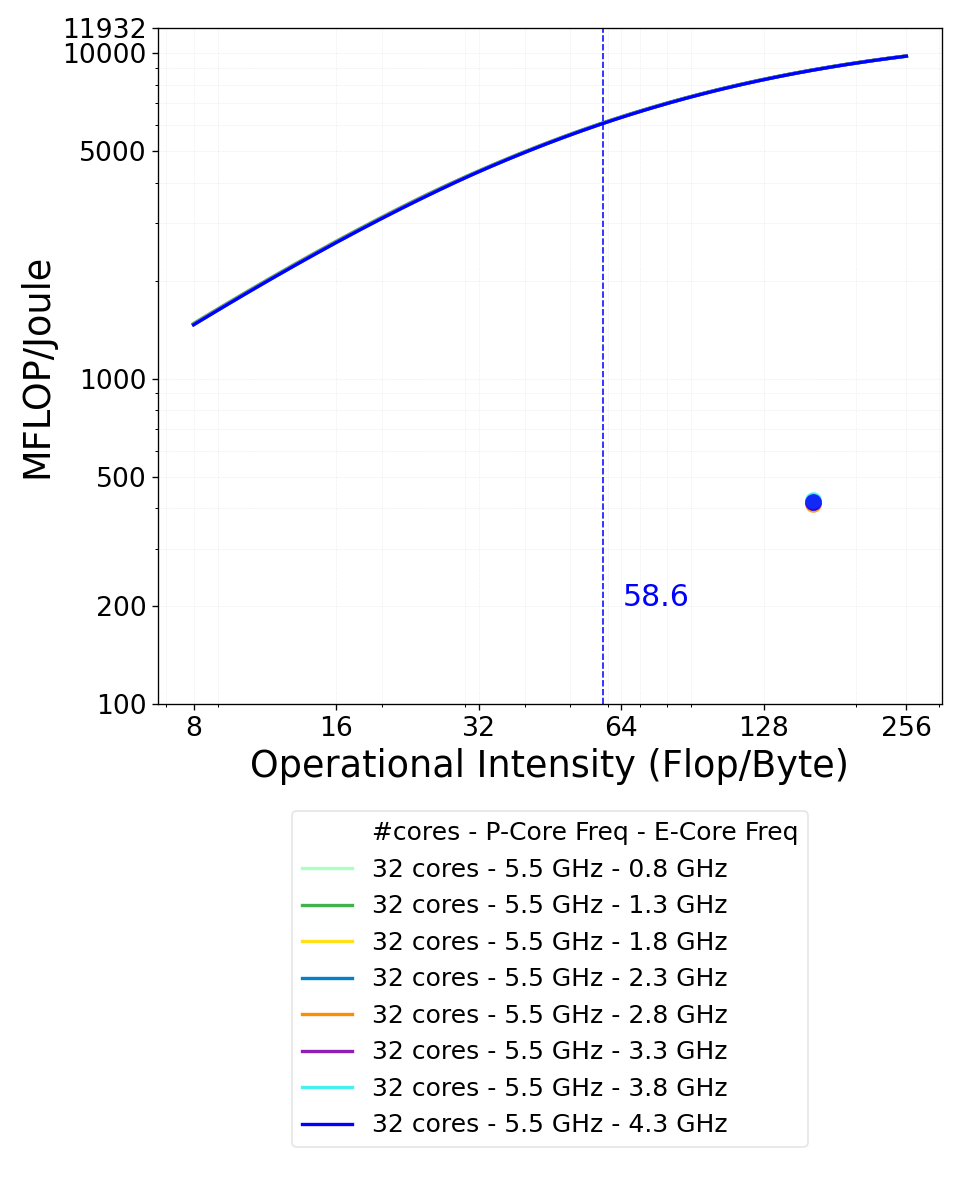 11932
10000
5000
1000
500
200
100
MFLOP/Joule
58.6
8 16 32 64 128 256
Operational Intensity (Flop/Byte)
#cores - P-Core Freq - E-Core Freq
32 cores - 5.5 GHz - 0.8 GHz
32 cores - 5.5 GHz - 1.3 GHz
32 cores - 5.5 GHz - 1.8 GHz
32 cores - 5.5 GHz - 2.3 GHz
32 cores - 5.5 GHz - 2.8 GHz
32 cores - 5.5 GHz - 3.3 GHz
32 cores - 5.5 GHz - 3.8 GHz
32 cores - 5.5 GHz - 4.3 GHz